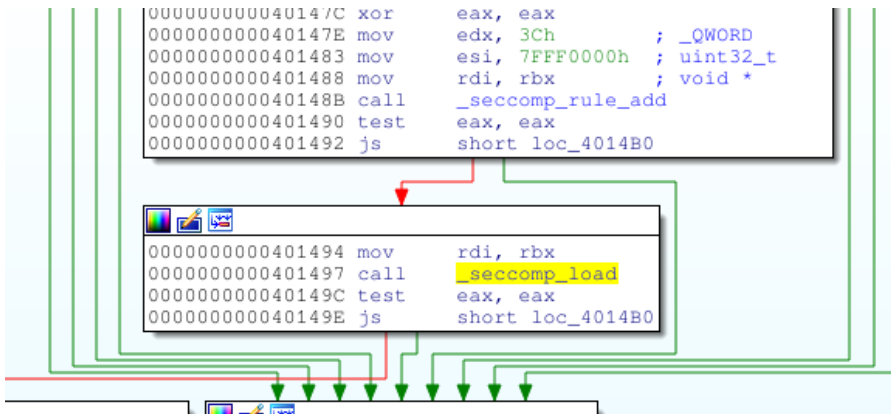 000000000040147C xor eax, eax
000000000040147E mov edx, 3Ch ; _QWORD
0000000000401483 mov esi, 7FFF0000h ; uint32_t
0000000000401488 mov rdi, rbx ; void *
000000000040148B call _seccomp_rule_add
0000000000401490 test eax, eax
0000000000401492 js short loc_4014B0
0000000000401494 mov rdi, rbx
0000000000401497 call _seccomp_load
000000000040149C test eax, eax
000000000040149E js short loc_4014B0